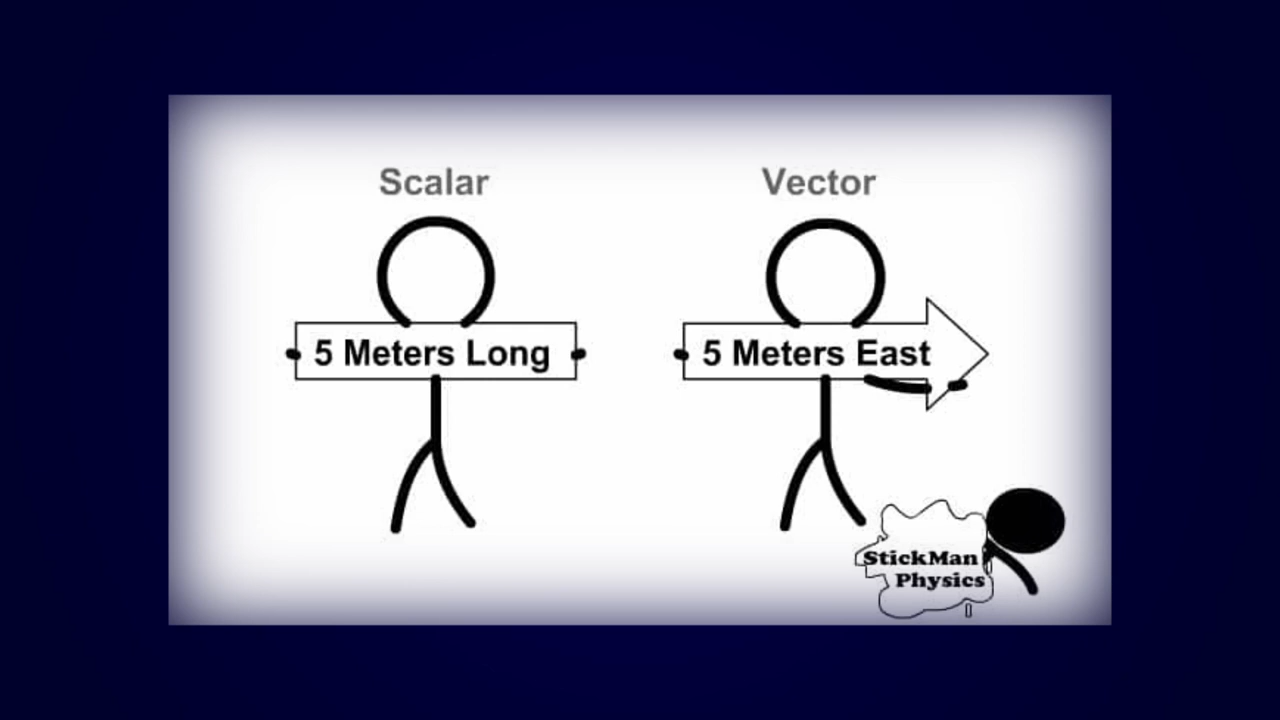 Scalar
Vector
5 Meters Long
5 Meters East
StickMan
Physics